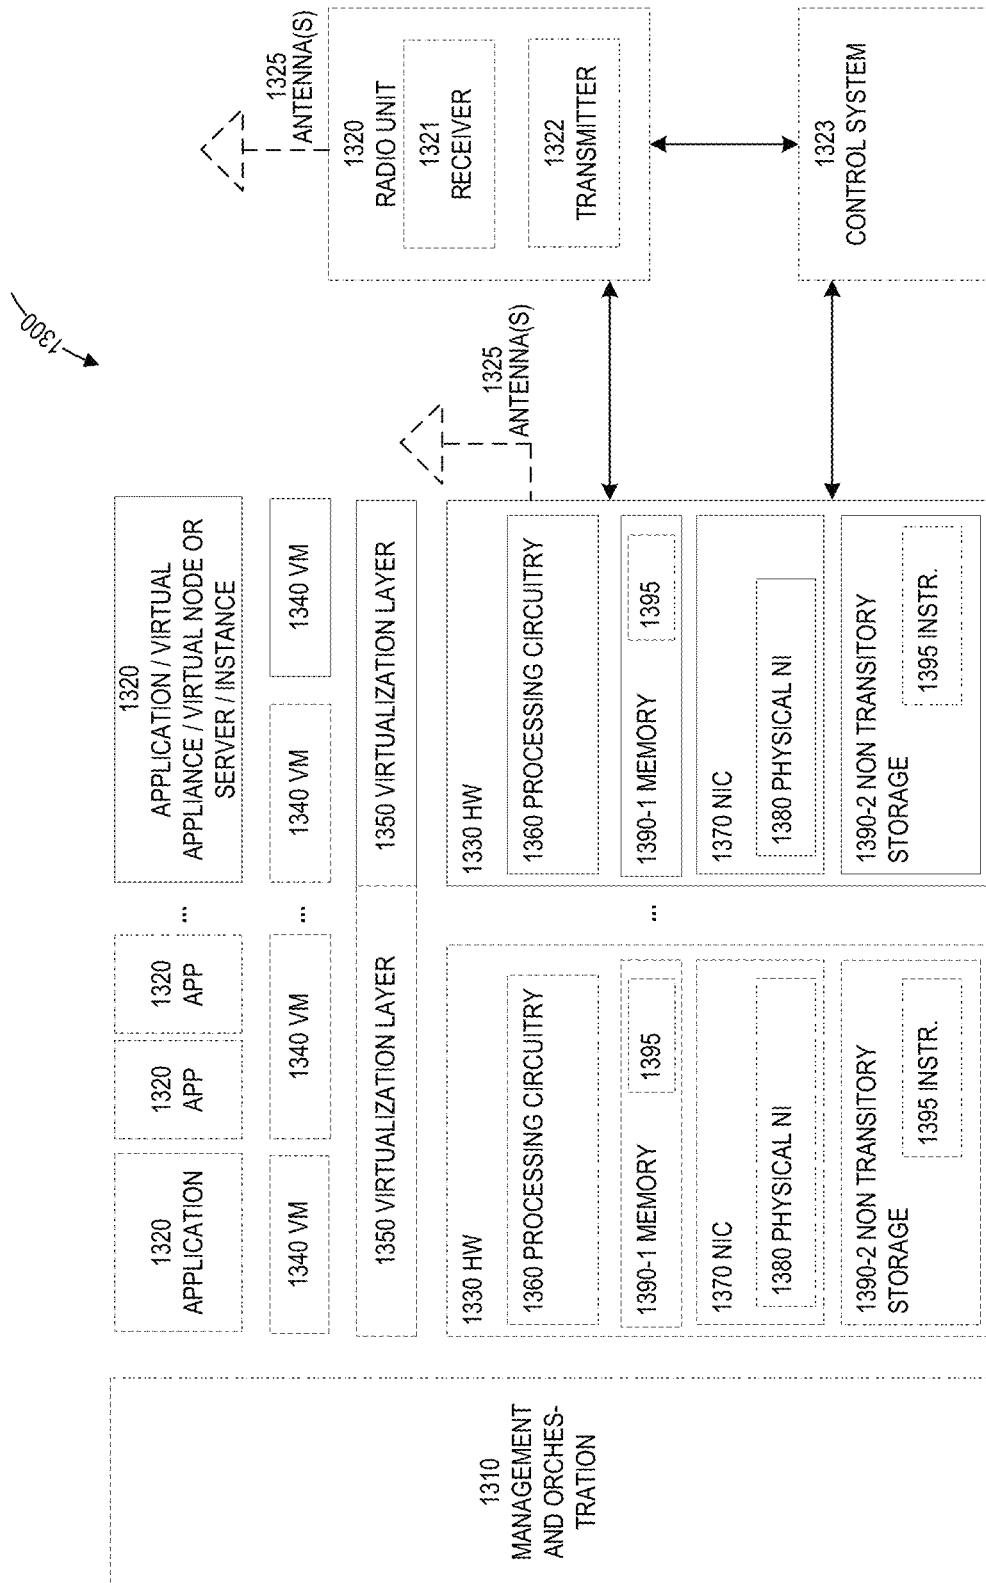 1300
1310
MANAGEMENT
AND ORCHES-
TRATION
1320
APPLICATION
1320
APP
1320
APP
...
1320
APPLICATION / VIRTUAL
APPLIANCE / VIRTUAL NODE OR
SERVER / INSTANCE
1340 VM
1340 VM
...
1340 VM
1340 VM
1350 VIRTUALIZATION LAYER
1350 VIRTUALIZATION LAYER
1330 HW
1360 PROCESSING CIRCUITRY
1390-1 MEMORY
1395
1370 NIC
1380 PHYSICAL NI
1390-2 NON TRANSITORY
STORAGE
1395 INSTR.
...
1330 HW
1360 PROCESSING CIRCUITRY
1390-1 MEMORY
1395
1370 NIC
1380 PHYSICAL NI
1390-2 NON TRANSITORY
STORAGE
1395 INSTR.
1325
ANTENNA(S)
1325
ANTENNA(S)
1320
RADIO UNIT
1321
RECEIVER
1322
TRANSMITTER
1323
CONTROL SYSTEM